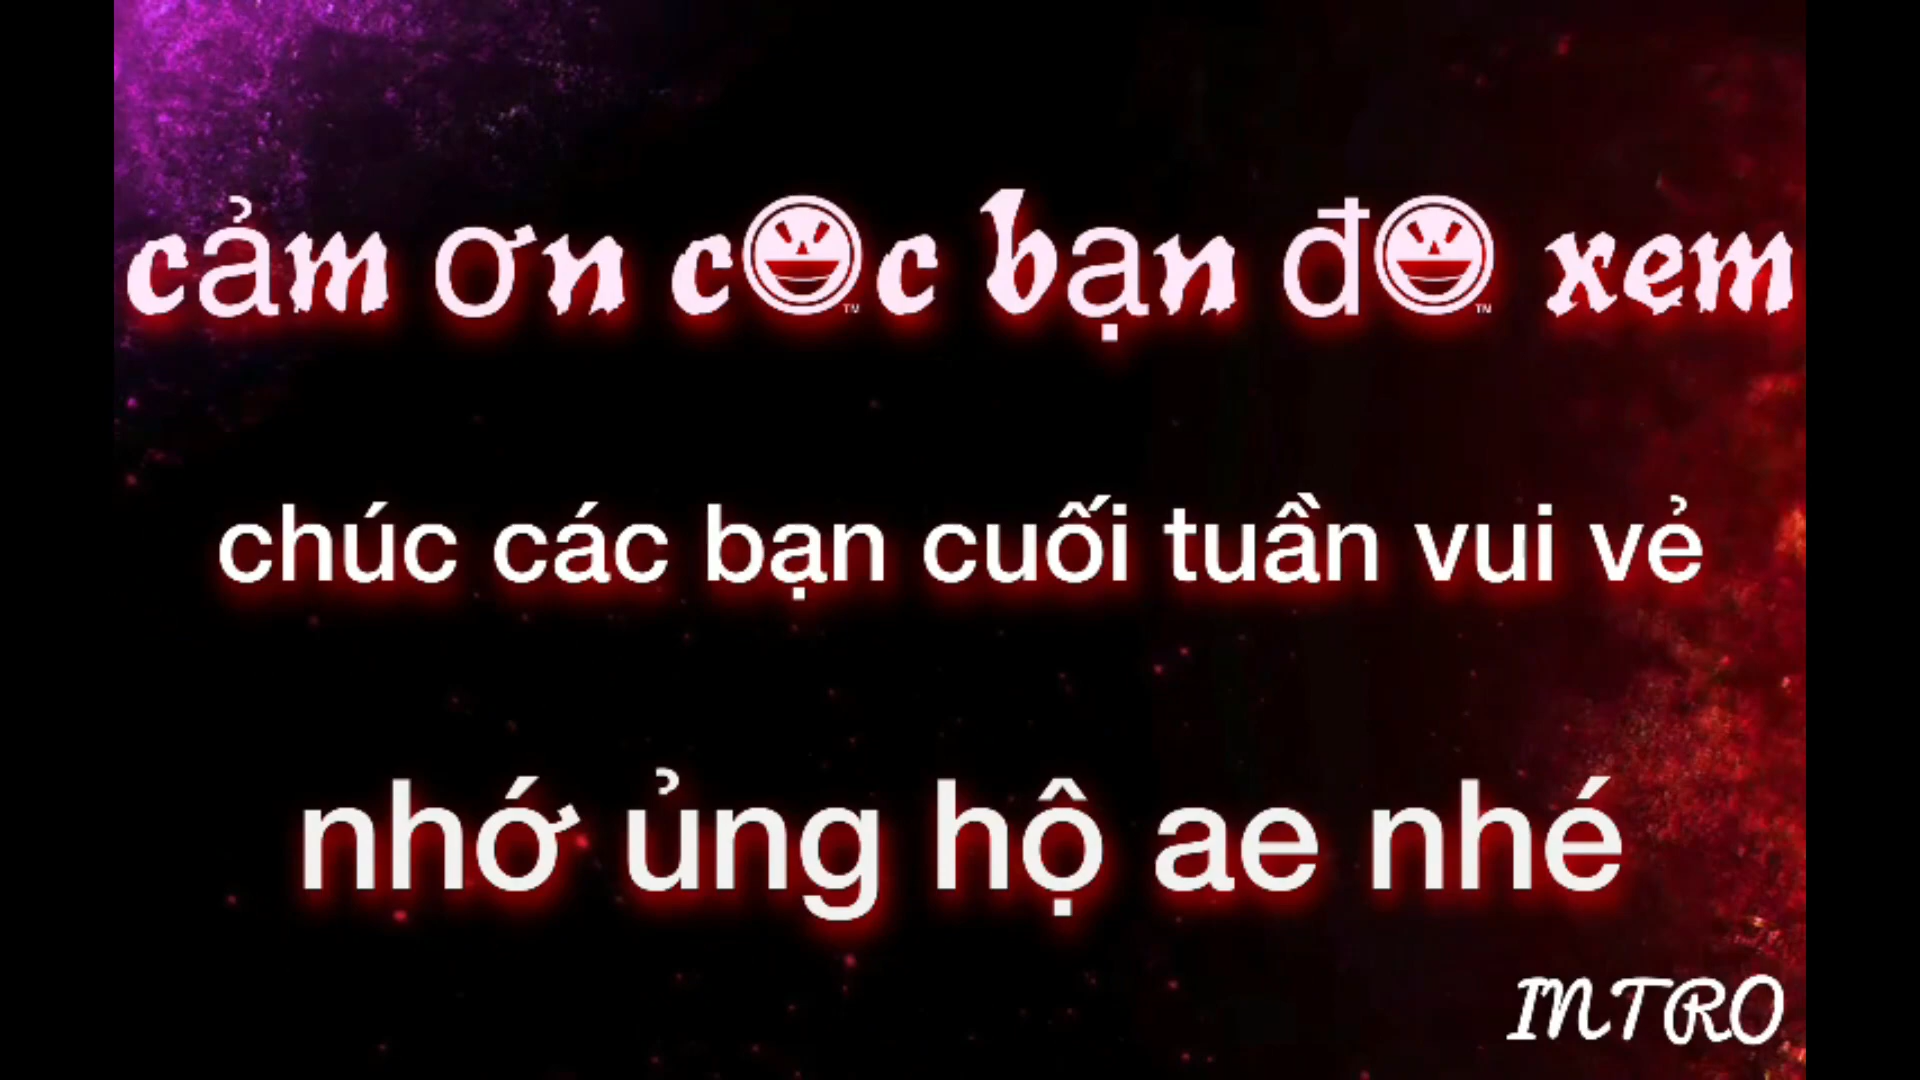 cảm ơn các bạn đã xem
chúc các bạn cuối tuần vui vẻ
nhớ ủng hộ ae nhé
INTRO